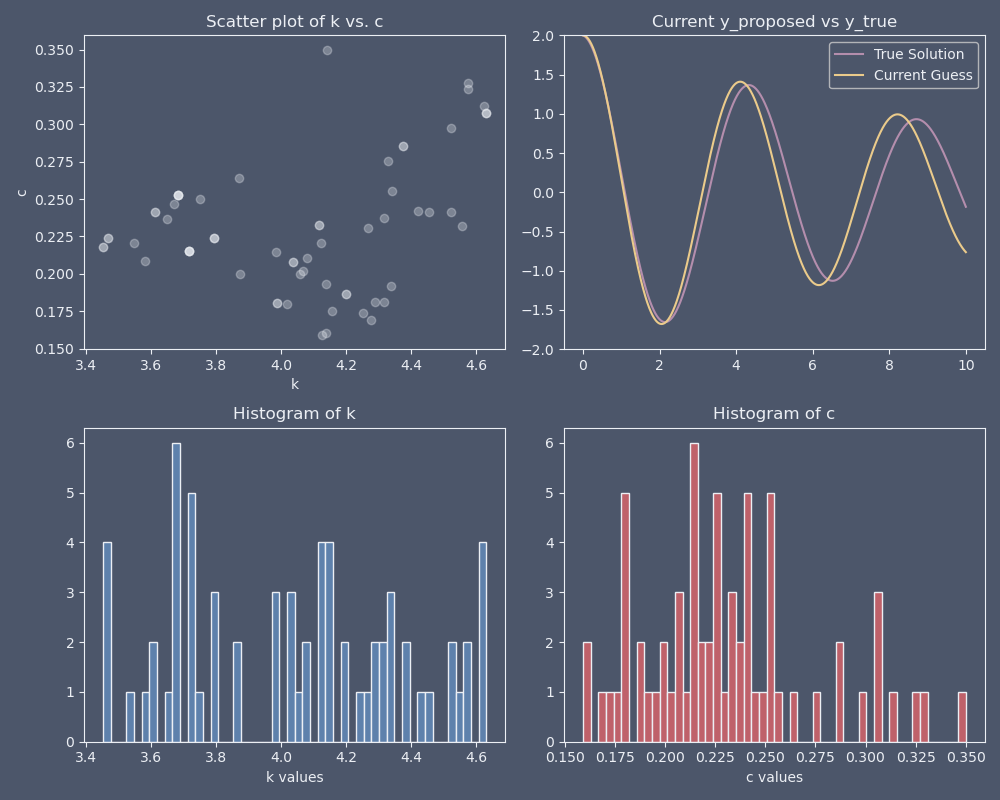 Scatter plot of k vs. c
0.350
0.325
0.300
0.275
0.250
0.225
0.200
0.175
0.150
c
3.4 3.6 3.8 4.0 4.2 4.4 4.6
k
Current y_proposed vs y_true
True Solution
Current Guess
2.0
1.5
1.0
0.5
0.0
−0.5
−1.0
−1.5
−2.0
0 2 4 6 8 10
Histogram of k
6
5
4
3
2
1
0
3.4 3.6 3.8 4.0 4.2 4.4 4.6
k values
Histogram of c
6
5
4
3
2
1
0
0.150 0.175 0.200 0.225 0.250 0.275 0.300 0.325 0.350
c values